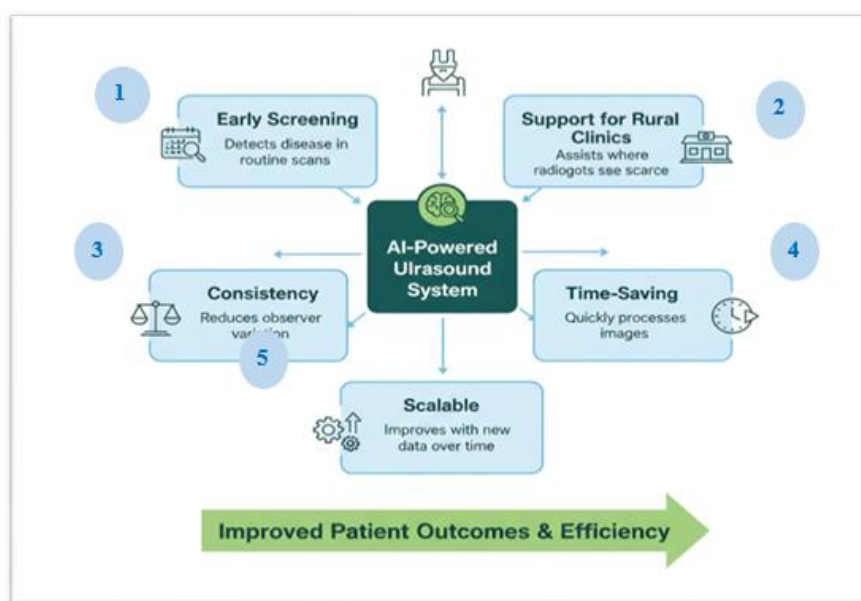 1
Early Screening
Detects disease in
routine scans
2
Support for Rural
Clinics
Assists where
radiogots see scarce
AI-Powered
Ulrasound
System
3
Consistency
Reduces observer
4
Time-Saving
Quickly processes
images
5
Scalable
Improves with new
data over time
Improved Patient Outcomes & Efficiency